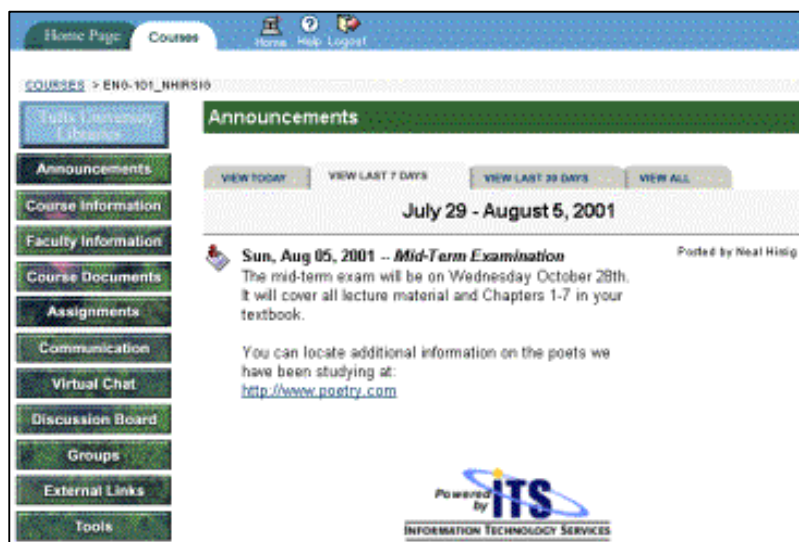 Home Page
Courses
Home Help Logout
COURSES > ENG-101_NHIRSIG
Tufts University
Libraries
Announcements
Announcements
Course Information
Faculty Information
Course Documents
Assignments
Communication
Virtual Chat
Discussion Board
Groups
External Links
Tools
VIEW TODAY
VIEW LAST 7 DAYS
VIEW LAST 30 DAYS
VIEW ALL
July 29 - August 5, 2001
Sun, Aug 05, 2001 -- Mid-Term Examination
Posted by Neal Hirsig
The mid-term exam will be on Wednesday October 28th.
It will cover all lecture material and Chapters 1-7 in your
textbook.
You can locate additional information on the poets we
have been studying at:
http://www.poetry.com
Powered
by
iTS
INFORMATION TECHNOLOGY SERVICES